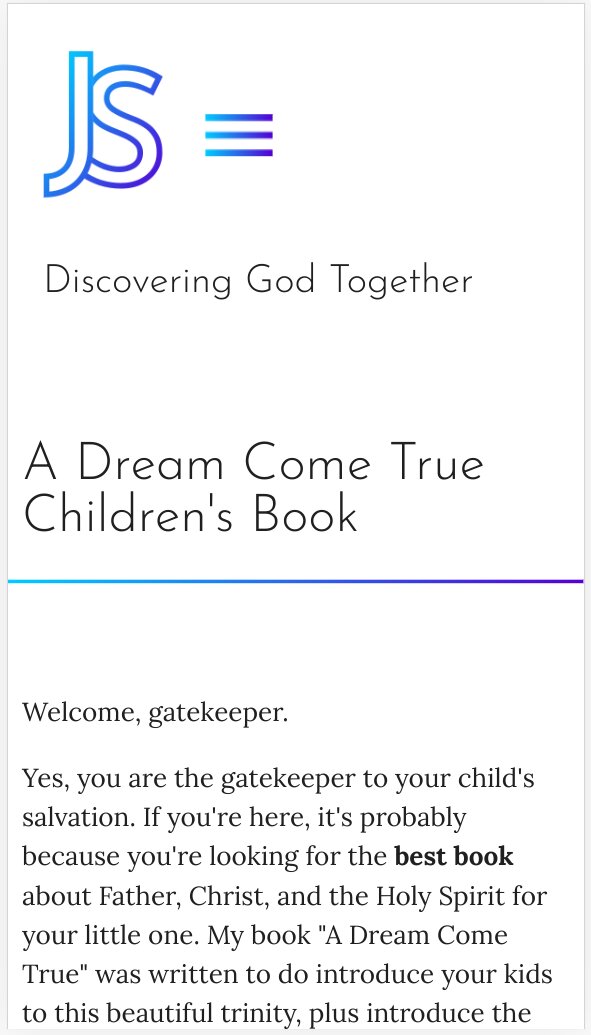 JS
Discovering God Together
A Dream Come True
Children's Book
Welcome, gatekeeper.
Yes, you are the gatekeeper to your child's
salvation. If you're here, it's probably
because you're looking for the best book
about Father, Christ, and the Holy Spirit for
your little one. My book "A Dream Come
True" was written to do introduce your kids
to this beautiful trinity, plus introduce the